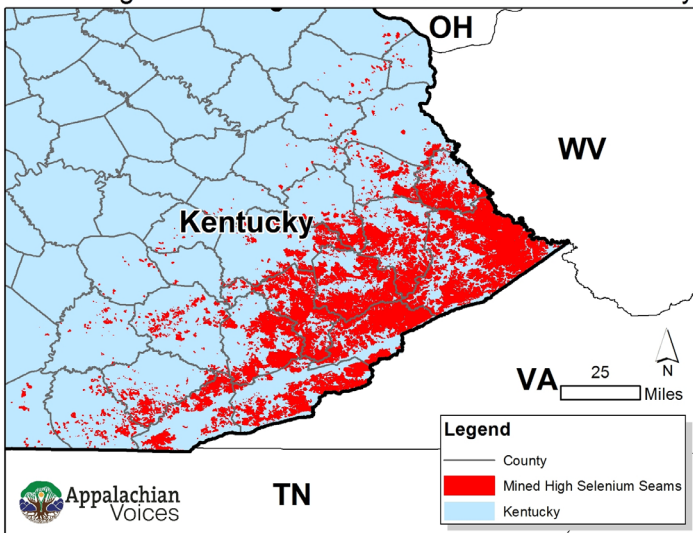 OH
WV
Kentucky
N
VA
25
Miles
Legend
County
Mined High Selenium Seams
Kentucky
TN
Appalachian
Voices